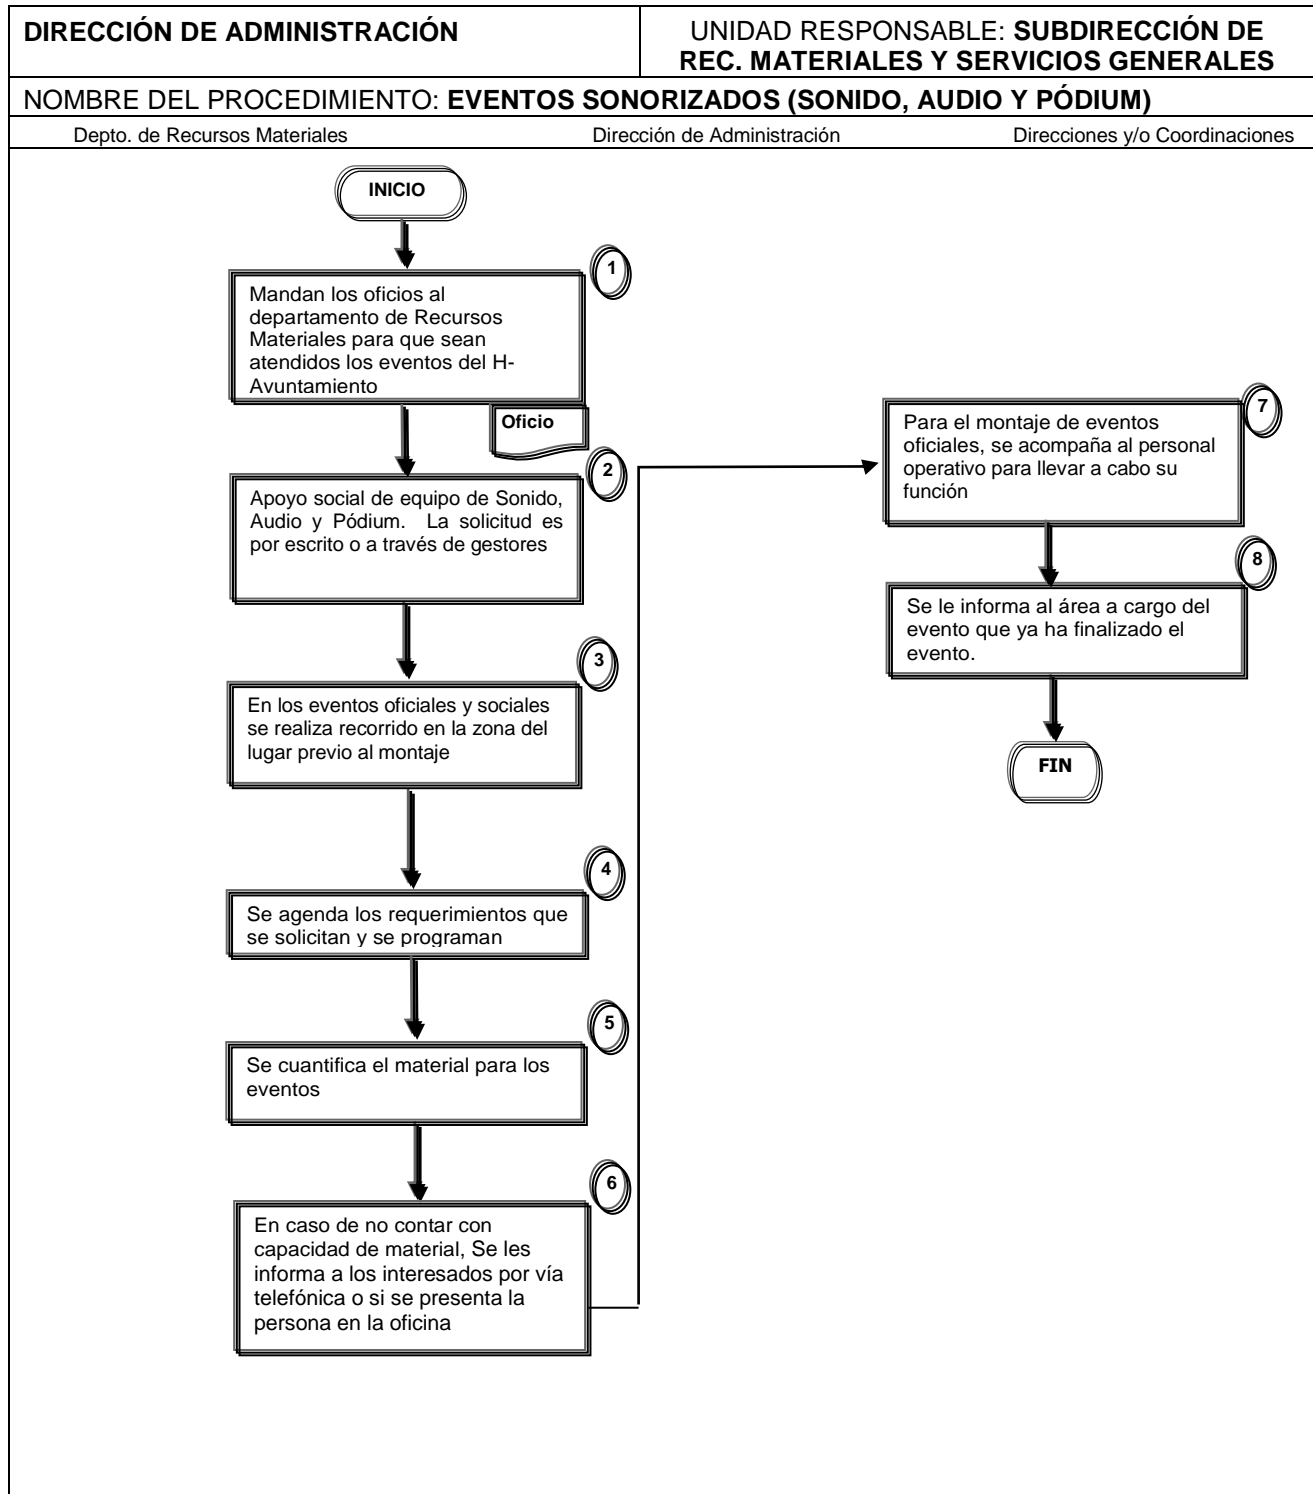 DIRECCIÓN DE ADMINISTRACIÓN
UNIDAD RESPONSABLE: SUBDIRECCIÓN DE
REC. MATERIALES Y SERVICIOS GENERALES
NOMBRE DEL PROCEDIMIENTO: EVENTOS SONORIZADOS (SONIDO, AUDIO Y PÓDIUM)
Depto. de Recursos Materiales
Dirección de Administración
Direcciones y/o Coordinaciones
INICIO
1
Mandan los oficios al
departamento de Recursos
Materiales para que sean
atendidos los eventos del H-
Ayuntamiento
Oficio
2
Apoyo social de equipo de Sonido,
Audio y Pódium. La solicitud es
por escrito o a través de gestores
3
En los eventos oficiales y sociales
se realiza recorrido en la zona del
lugar previo al montaje
4
Se agenda los requerimientos que
se solicitan y se programan
5
Se cuantifica el material para los
eventos
6
En caso de no contar con
capacidad de material, Se les
informa a los interesados por vía
telefónica o si se presenta la
persona en la oficina
7
Para el montaje de eventos
oficiales, se acompaña al personal
operativo para llevar a cabo su
función
8
Se le informa al área a cargo del
evento que ya ha finalizado el
evento.
FIN